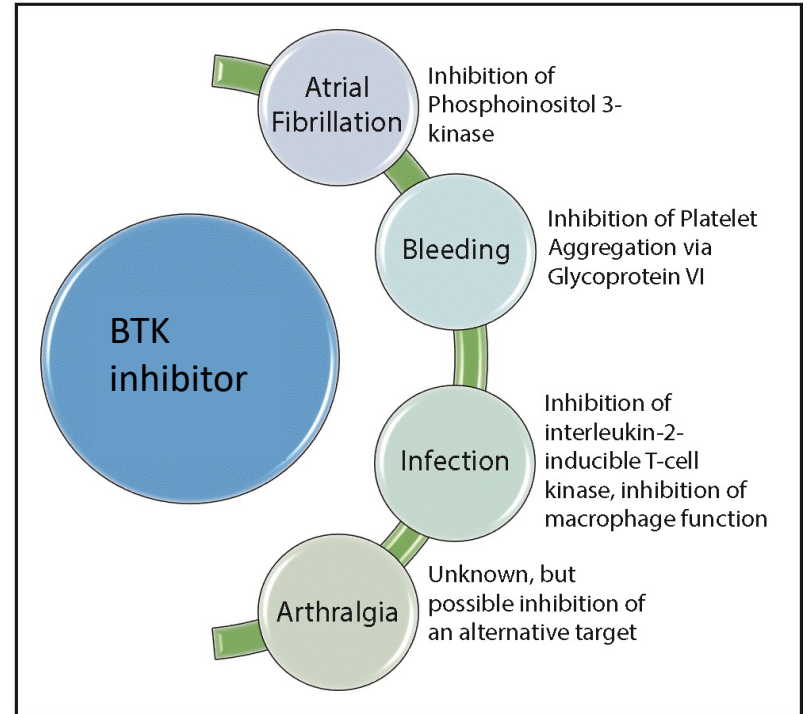 Atrial
Fibrillation
Inhibition of
Phosphoinositol 3-
kinase
Bleeding
Inhibition of Platelet
Aggregation via
Glycoprotein VI
BTK
inhibitor
Infection
Inhibition of
interleukin-2-
inducible T-cell
kinase, inhibition of
macrophage function
Arthralgia
Unknown, but
possible inhibition of
an alternative target